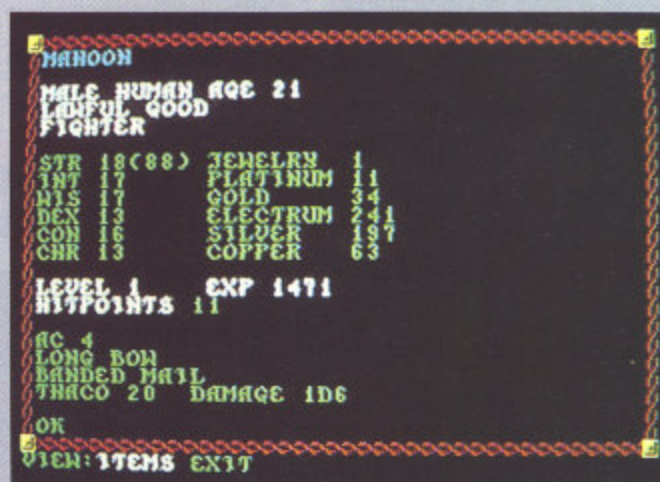 MANOON
MALE HUMAN AGE 21
LAWFUL GOOD
FIGHTER
STR 18(88) JEWELRY 1
INT 17 PLATINUM 11
WIS 17 GOLD 34
DEX 13 ELECTRUM 241
CON 16 SILVER 197
CHR 13 COPPER 63
LEVEL 1 EXP 1471
HITPOINTS 11
AC 4
LONG BOW
BANDED MAIL
THACO 20 DAMAGE 1D6
OK
VIEW: ITEMS EXIT